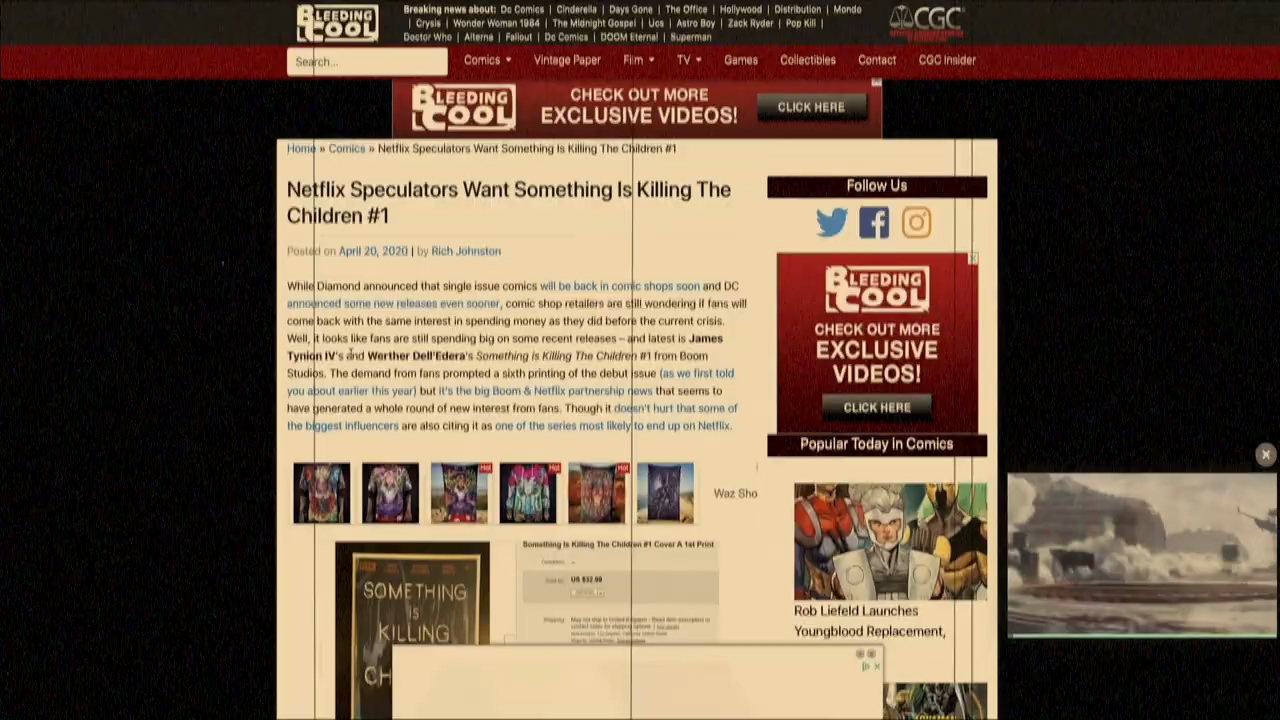 BLEEDING COOL
Breaking news about: Dc Comics | Cinderella | Days Gone | The Office | Hollywood | Distribution | Mondo
| Crysis | Wonder Woman 1984 | The Midnight Gospel | Ucs | Astro Boy | Zack Ryder | Pop Kill |
Doctor Who | Alterna | Fallout | Dc Comics | DOOM Eternal | Superman
CGC
Search...
Comics
Vintage Paper
Film
TV
Games
Collectibles
Contact
CGC Insider
BLEEDING COOL
CHECK OUT MORE
EXCLUSIVE VIDEOS!
CLICK HERE
Home » Comics » Netflix Speculators Want Something Is Killing The Children #1
Netflix Speculators Want Something Is Killing The
Children #1
Posted on April 20, 2020 | by Rich Johnston
While Diamond announced that single issue comics will be back in comic shops soon and DC
announced some new releases even sooner, comic shop retailers are still wondering if fans will
come back with the same interest in spending money as they did before the current crisis.
Well, it looks like fans are still spending big on some recent releases – and latest is James
Tynion IV's and Werther Dell'Edera's Something is Killing The Children #1 from Boom
Studios. The demand from fans prompted a sixth printing of the debut issue (as we first told
you about earlier this year) but it's the big Boom & Netflix partnership news that seems to
have generated a whole round of new interest from fans. Though it doesn't hurt that some of
the biggest influencers are also citing it as one of the series most likely to end up on Netflix.
Hot
Hot
Hot
Waz Sho
SOMETHING
IS
KILLING
CH
Something Is Killing The Children #1 Cover A 1st Print
US $32.99
Shipping:
Follow Us
BLEEDING COOL
CHECK OUT MORE
EXCLUSIVE
VIDEOS!
CLICK HERE
Popular Today in Comics
Rob Liefeld Launches
Youngblood Replacement,